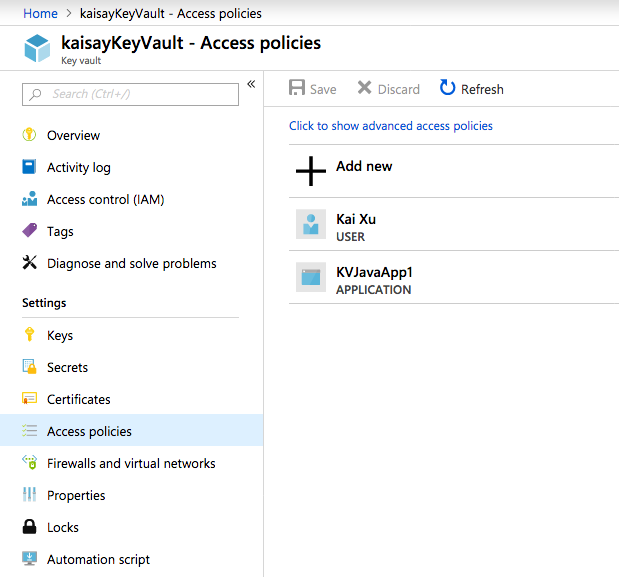 Home > kaisayKeyVault - Access policies
kaisayKeyVault - Access policies
Key vault
Search (Ctrl+/)
«
Overview
Activity log
Access control (IAM)
Tags
Diagnose and solve problems
Settings
Keys
Secrets
Certificates
Access policies
Firewalls and virtual networks
Properties
Locks
Automation script
Save Discard Refresh
Click to show advanced access policies
Add new
Kai Xu
USER
KVJavaApp1
APPLICATION